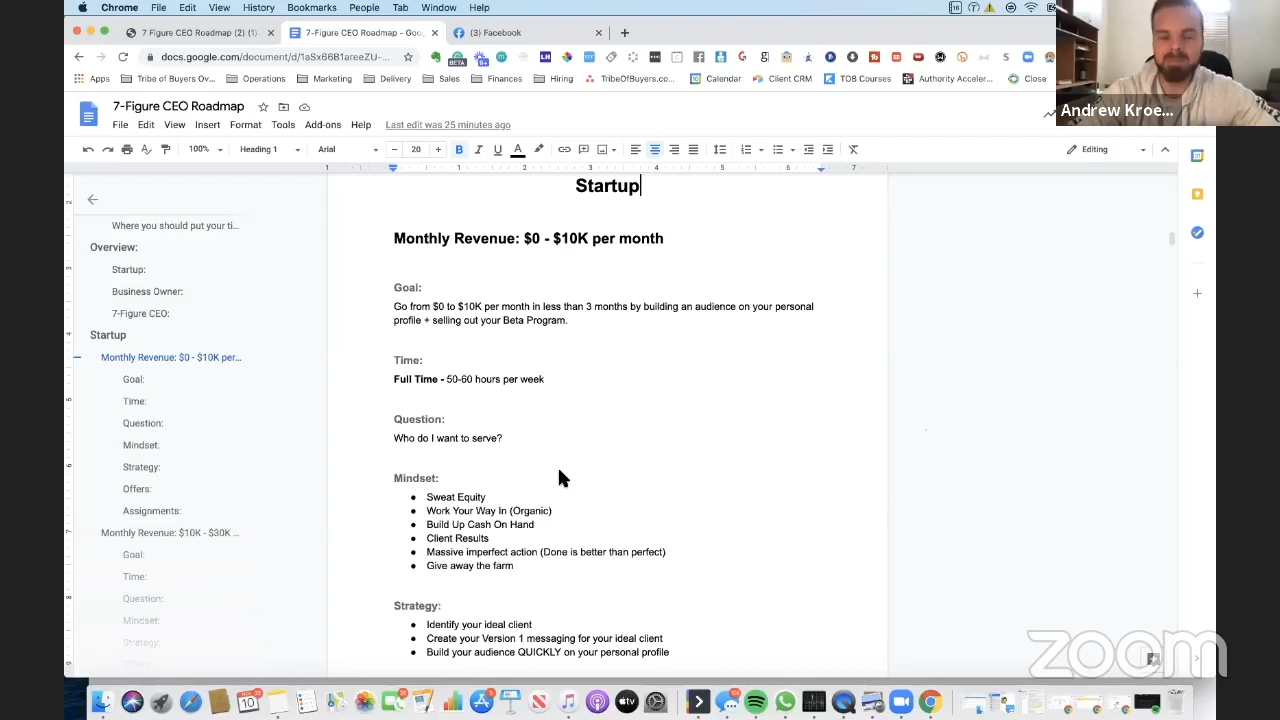 Chrome File Edit View History Bookmarks People Tab Window Help
7 Figure CEO Roadmap (2) (1)
7-Figure CEO Roadmap - Goo
(3) Facebook
docs.google.com/document/d/1aSx66B1areeZU-...
Apps Tribe of Buyers Ov... Operations Marketing Delivery Sales Finances Hiring TribeOfBuyers.co... Calendar Client CRM TOB Courses Authority Acceler... Close
7-Figure CEO Roadmap
File Edit View Insert Format Tools Add-ons Help Last edit was 25 minutes ago
100% Heading 1 Arial 20 Editing
Andrew Kroe...
Where you should put your ti...
Overview:
Startup:
Business Owner:
7-Figure CEO:
Startup
Monthly Revenue: $0 - $10K per...
Goal:
Time:
Question:
Mindset:
Strategy:
Offers:
Assignments:
Monthly Revenue: $10K - $30K ...
Goal:
Time:
Question:
Mindset:
Strategy:
Offers:
Startup
Monthly Revenue: $0 - $10K per month
Goal:
Go from $0 to $10K per month in less than 3 months by building an audience on your personal
profile + selling out your Beta Program.
Time:
Full Time - 50-60 hours per week
Question:
Who do I want to serve?
Mindset:
● Sweat Equity
● Work Your Way In (Organic)
● Build Up Cash On Hand
● Client Results
● Massive imperfect action (Done is better than perfect)
● Give away the farm
Strategy:
● Identify your ideal client
● Create your Version 1 messaging for your ideal client
● Build your audience QUICKLY on your personal profile
zoom